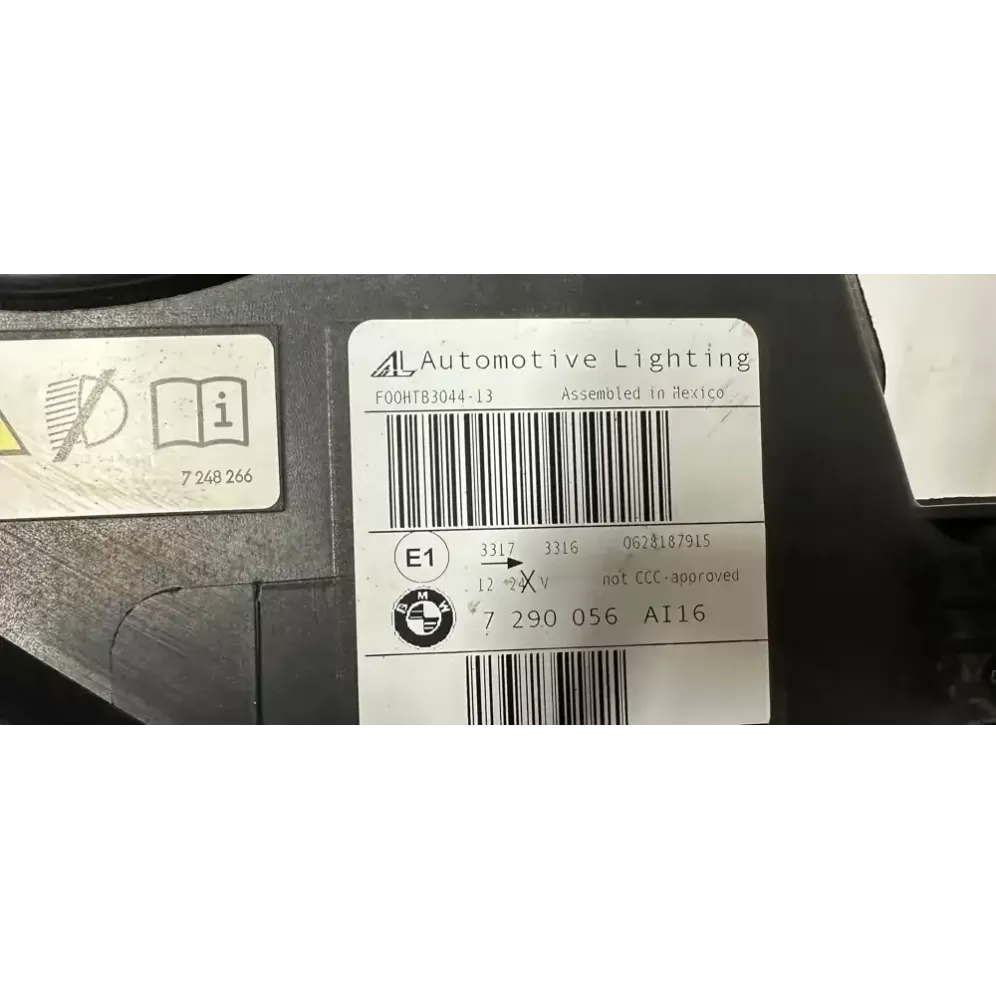 AL Automotive Lighting
F00HTB3044-13 Assembled in Mexico
7 248 266
E1 3317 3316 0628187915
12 24 V not CCC-approved
BMW 7 290 056 AI16